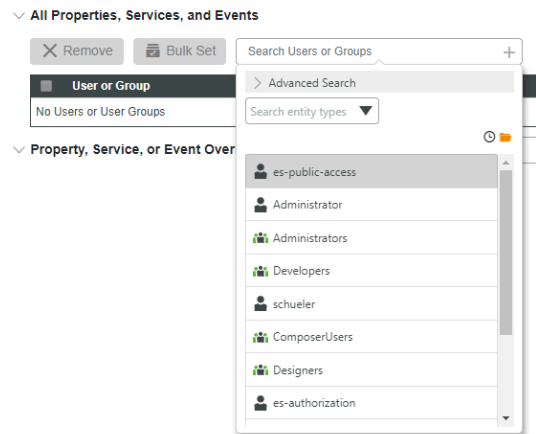 All Properties, Services, and Events
Remove
Bulk Set
Search Users or Groups
User or Group
Advanced Search
No Users or User Groups
Search entity types
Property, Service, or Event Over
es-public-access
Administrator
Administrators
Developers
schueler
ComposerUsers
Designers
es-authorization